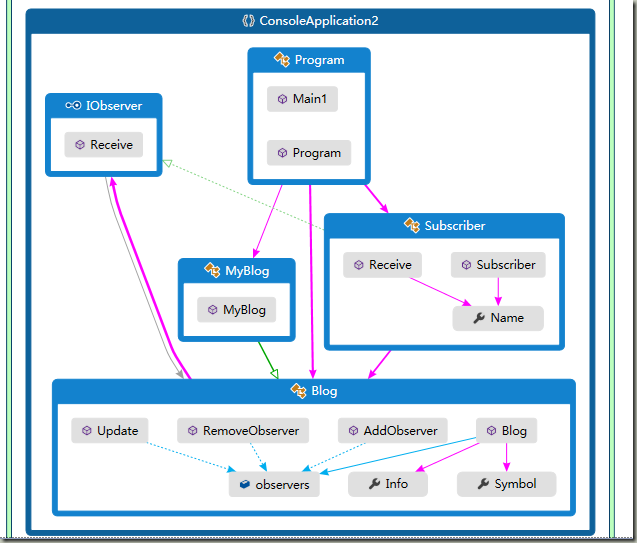 ConsoleApplication2
Program
Main1
Program
IObserver
Receive
Subscriber
Receive
Subscriber
Name
MyBlog
MyBlog
Blog
Update
RemoveObserver
AddObserver
Blog
observers
Info
Symbol